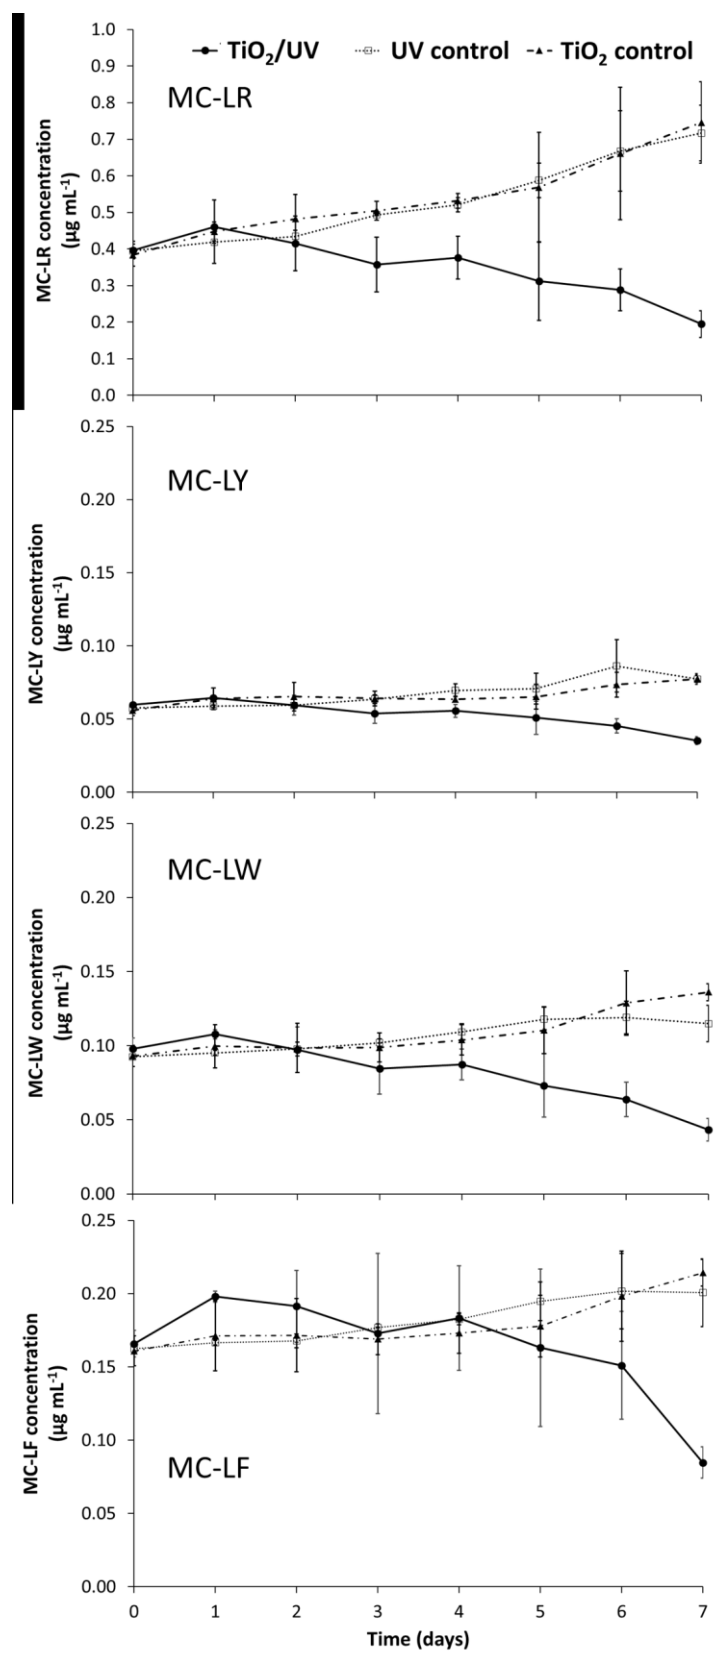 TiO₂/UV UV control TiO₂ control
MC-LR
MC-LR concentration
(µg mL⁻¹)
1.0
0.9
0.8
0.7
0.6
0.5
0.4
0.3
0.2
0.1
0.0
MC-LY
MC-LY concentration
(µg mL⁻¹)
0.25
0.20
0.15
0.10
0.05
0.00
MC-LW
MC-LW concentration
(µg mL⁻¹)
0.25
0.20
0.15
0.10
0.05
0.00
MC-LF
MC-LF concentration
(µg mL⁻¹)
0.25
0.20
0.15
0.10
0.05
0.00
0 1 2 3 4 5 6 7
Time (days)